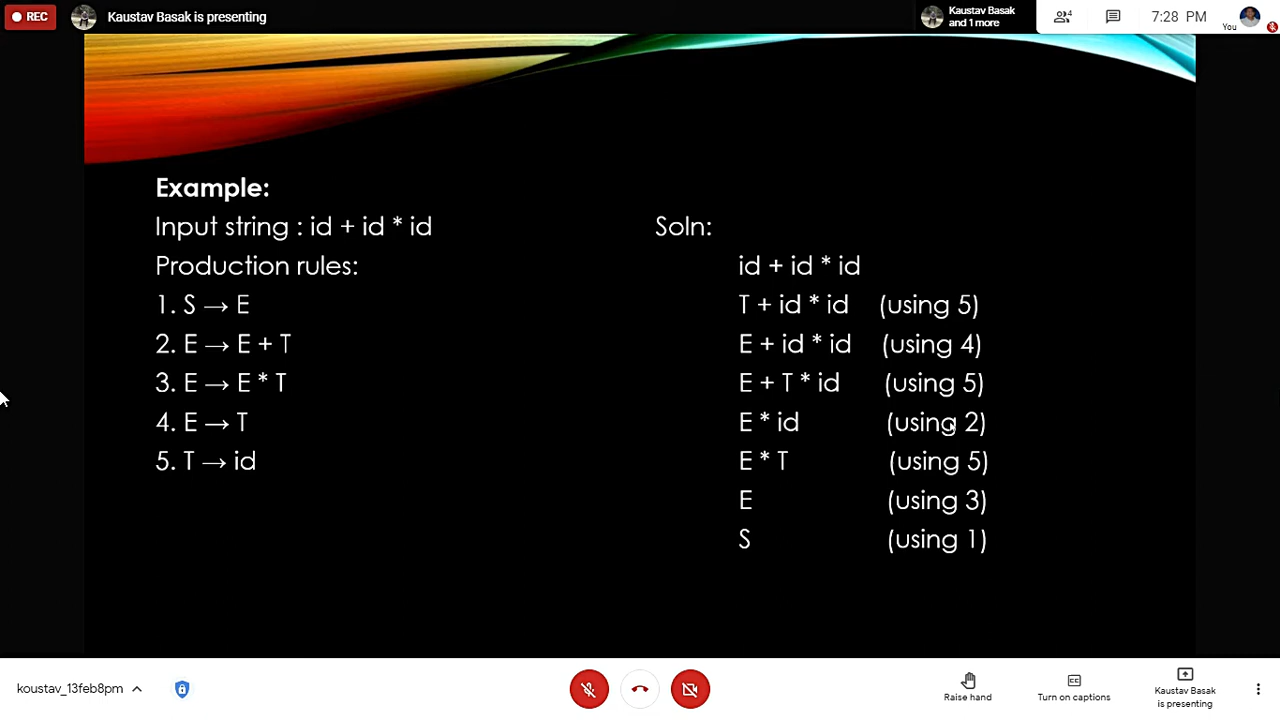 REC
Kaustav Basak is presenting
Kaustav Basak
and 1 more
4
7:28 PM
You
Example:
Input string : id + id * id
Production rules:
1. S → E
2. E → E + T
3. E → E * T
4. E → T
5. T → id
Soln:
id + id * id
T + id * id (using 5)
E + id * id (using 4)
E + T * id (using 5)
E * id (using 2)
E * T (using 5)
E (using 3)
S (using 1)
koustav_13feb8pm
Raise hand
Turn on captions
Kaustav Basak
is presenting